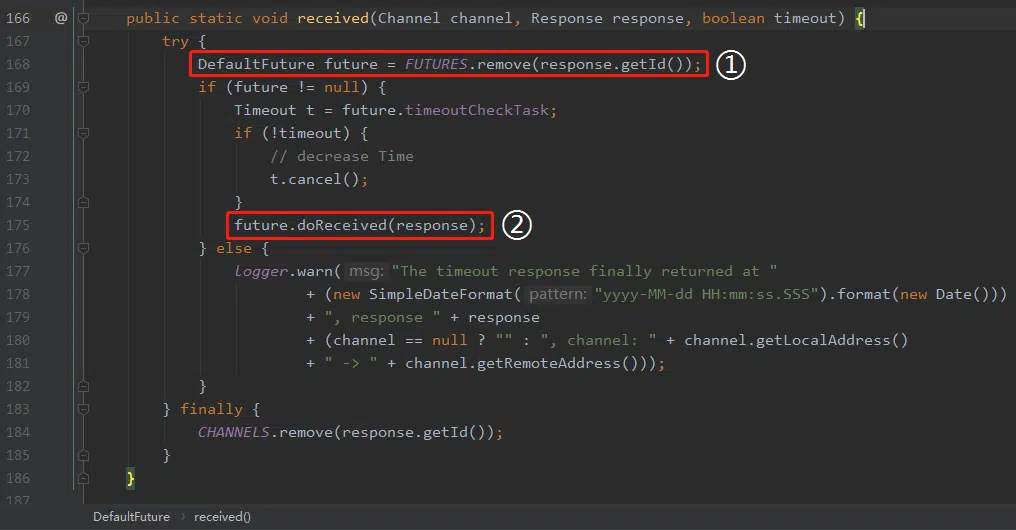 166 @ public static void received(Channel channel, Response response, boolean timeout) {
167 try {
168 DefaultFuture future = FUTURES.remove(response.getId()); ①
169 if (future != null) {
170 Timeout t = future.timeoutCheckTask;
171 if (!timeout) {
172 // decrease Time
173 t.cancel();
174 }
175 future.doReceived(response); ②
176 } else {
177 logger.warn( msg: "The timeout response finally returned at "
178 + (new SimpleDateFormat( pattern: "yyyy-MM-dd HH:mm:ss.SSS").format(new Date()))
179 + ", response " + response
180 + (channel == null ? "" : ", channel: " + channel.getLocalAddress()
181 + " -> " + channel.getRemoteAddress()));
182 }
183 } finally {
184 CHANNELS.remove(response.getId());
185 }
186 }
187
DefaultFuture › received()